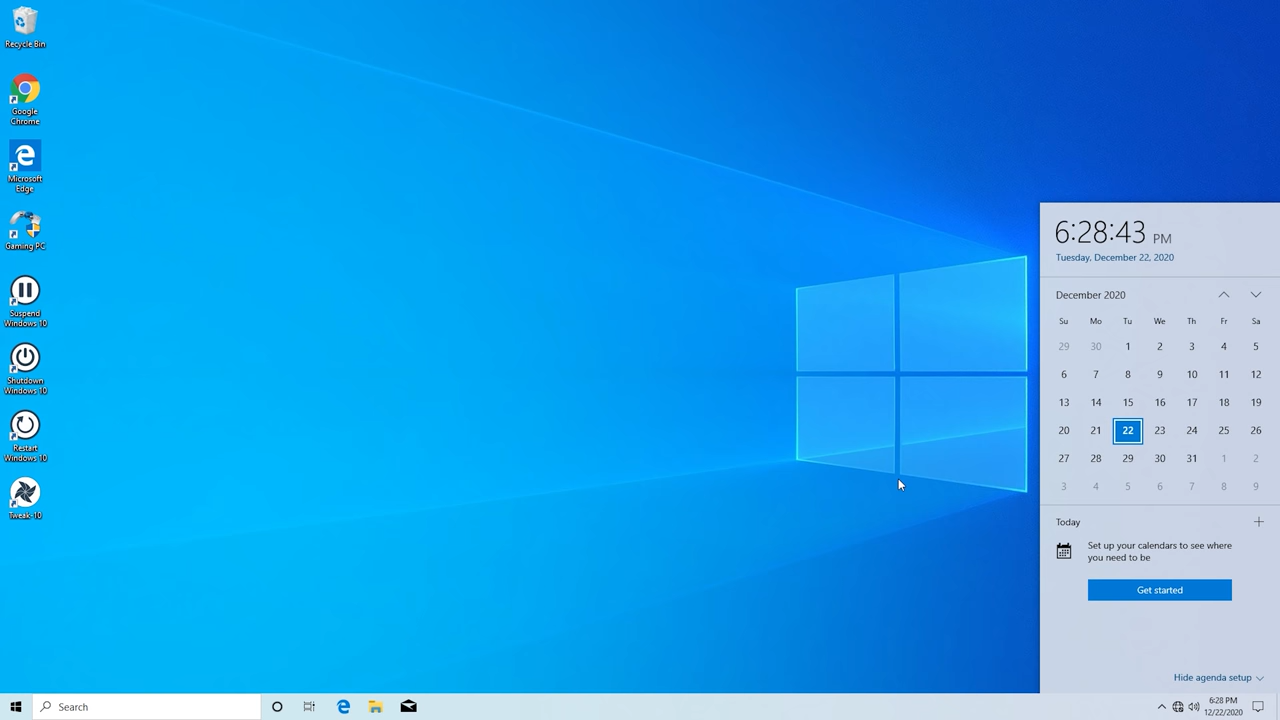 Recycle Bin
Google
Chrome
Microsoft
Edge
Gaming PC
Suspend
Windows 10
Shutdown
Windows 10
Restart
Windows 10
Tweak-10
6:28:43 PM
Tuesday, December 22, 2020
December 2020
Su Mo Tu We Th Fr Sa
29 30 1 2 3 4 5
6 7 8 9 10 11 12
13 14 15 16 17 18 19
20 21 22 23 24 25 26
27 28 29 30 31 1 2
3 4 5 6 7 8 9
Today
Set up your calendars to see where
you need to be
Get started
Hide agenda setup
Search
6:28 PM
12/22/2020